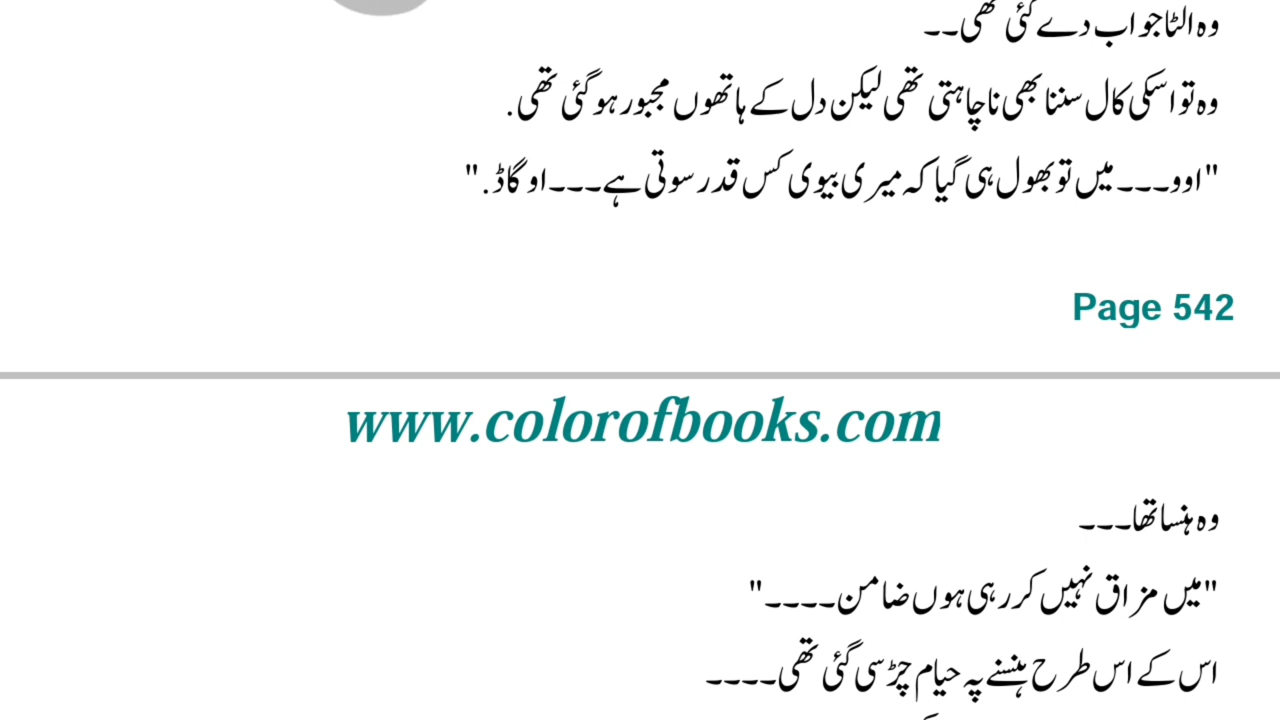 وہ الٹا جواب دے گئی تھی۔۔
وہ تو اسکی کال سننا بھی نا چاہتی تھی لیکن دل کے ہاتھوں مجبور ہو گئی تھی.
"اوو۔۔۔ میں تو بھول ہی گیا کہ میری بیوی کس قدر سوتی ہے۔۔۔ او گاڈ."
Page 542
www.colorofbooks.com
وہ ہنسا تھا۔۔۔
"میں مزاق نہیں کر رہی ہوں ضامن۔۔۔۔"
اس کے اس طرح ہنسنے پہ حیام چڑ سی گئی تھی۔۔۔۔